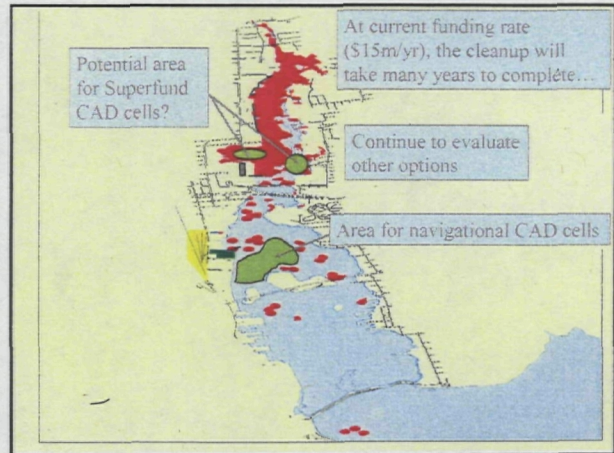 At current funding rate
($15m/yr), the cleanup will
take many years to complete…
Potential area
for Superfund
CAD cells?
Continue to evaluate
other options
Area for navigational CAD cells